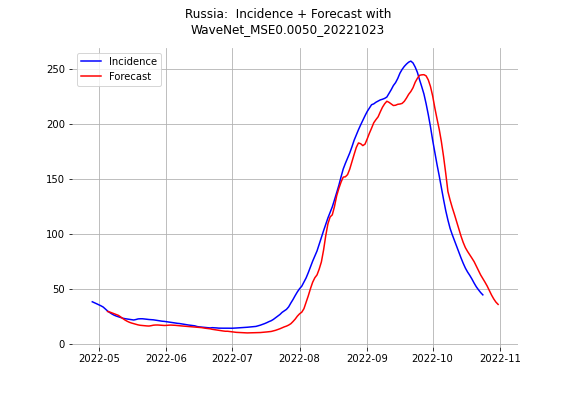 Russia:  Incidence + Forecast with
WaveNet_MSE0.0050_20221023
Incidence
Forecast
250
200
150
100
50
0
2022-05 2022-06 2022-07 2022-08 2022-09 2022-10 2022-11